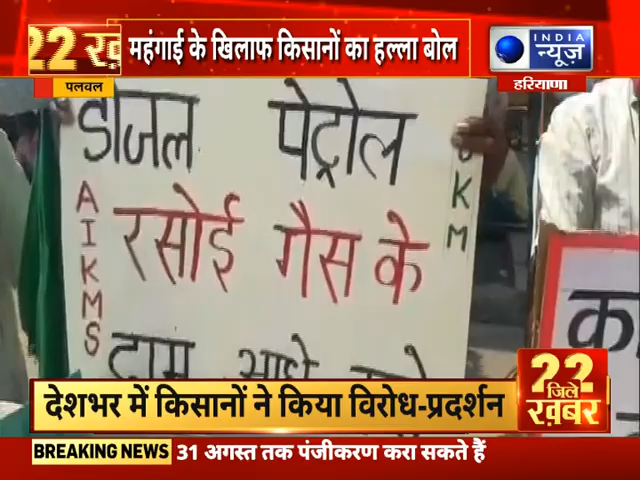 22 ख़
महंगाई के खिलाफ किसानों का हल्ला बोल
INDIA
न्यूज़
हरियाणा
पलवल
डीजल पेट्रोल
रसोई गैस के
दाम आधे
AIKMS
KM
देशभर में किसानों ने किया विरोध-प्रदर्शन
22
जिले
ख़बर
BREAKING NEWS 31 अगस्त तक पंजीकरण करा सकते हैं